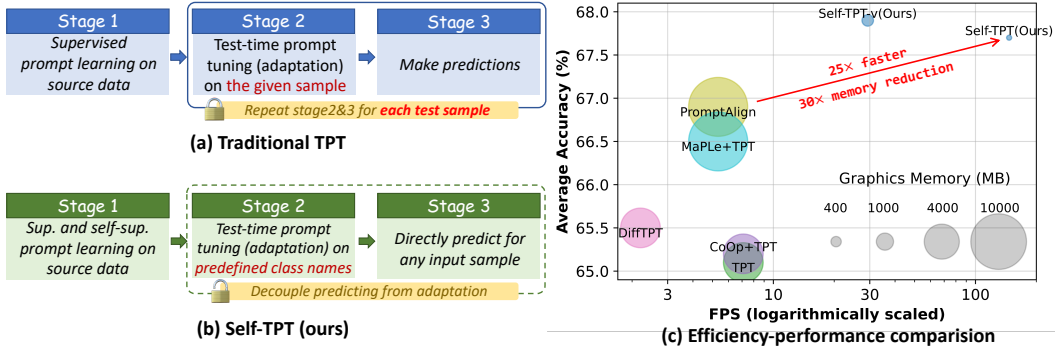 Stage 1
Supervised
prompt learning on
source data
Stage 2
Test-time prompt
tuning (adaptation)
on the given sample
Stage 3
Make predictions
Repeat stage2&3 for each test sample
(a) Traditional TPT
Stage 1
Sup. and self-sup.
prompt learning on
source data
Stage 2
Test-time prompt
tuning (adaptation) on
predefined class names
Stage 3
Directly predict for
any input sample
Decouple predicting from adaptation
(b) Self-TPT (ours)
Average Accuracy (%)
68.0
67.5
67.0
66.5
66.0
65.5
65.0
Self-TPT-v(Ours)
Self-TPT(Ours)
25× faster
30× memory reduction
PromptAlign
MaPLe+TPT
DiffTPT
CoOp+TPT
TPT
Graphics Memory (MB)
400 1000 4000 10000
3 10 30 100
FPS (logarithmically scaled)
(c) Efficiency-performance comparision